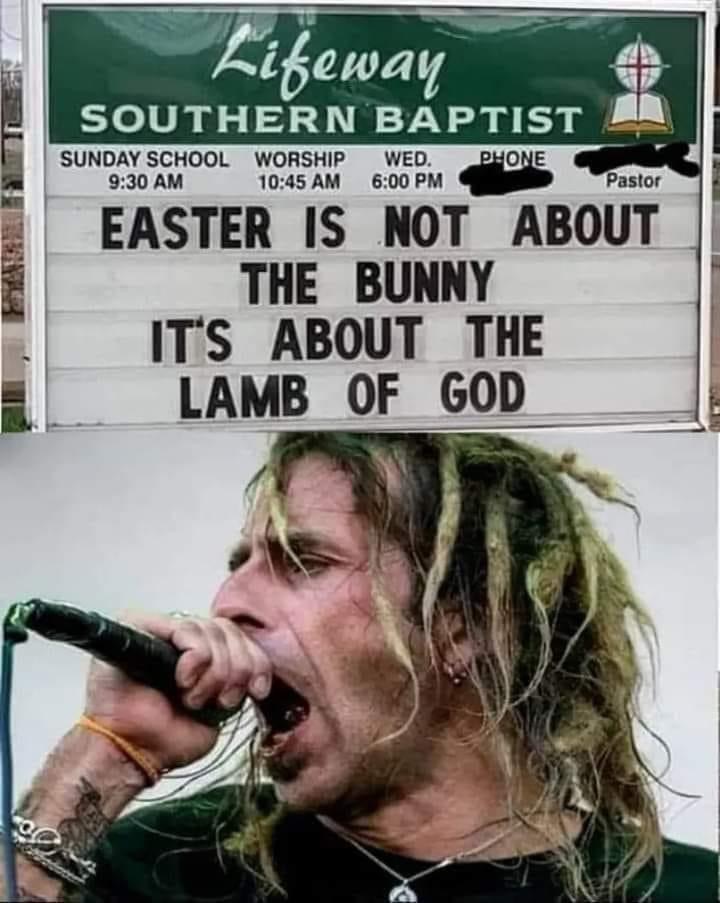 Lifeway
SOUTHERN BAPTIST
SUNDAY SCHOOL WORSHIP WED. PHONE
9:30 AM 10:45 AM 6:00 PM Pastor
EASTER IS NOT ABOUT
THE BUNNY
IT'S ABOUT THE
LAMB OF GOD